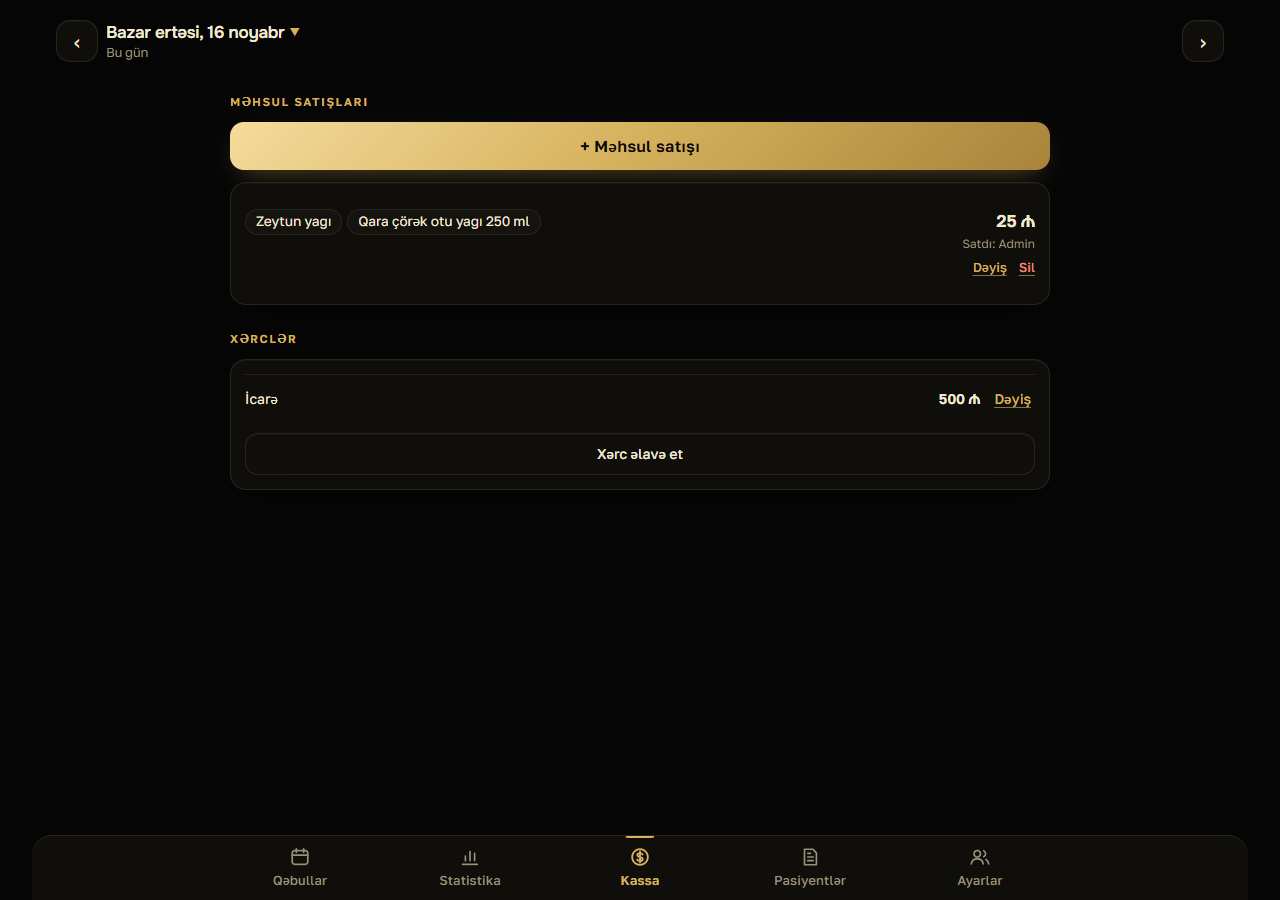 ‹
Bazar ertəsi, 16 noyabr ▼
Bu gün
›
MƏHSUL SATIŞLARI
+ Məhsul satışı
Zeytun yagı
Qara çörək otu yagı 250 ml
25 ₼
Satdı: Admin
Dəyiş
Sil
XƏRCLƏR
İcarə
500 ₼
Dəyiş
Xərc əlavə et
Qəbullar
Statistika
Kassa
Pasiyentlər
Ayarlar